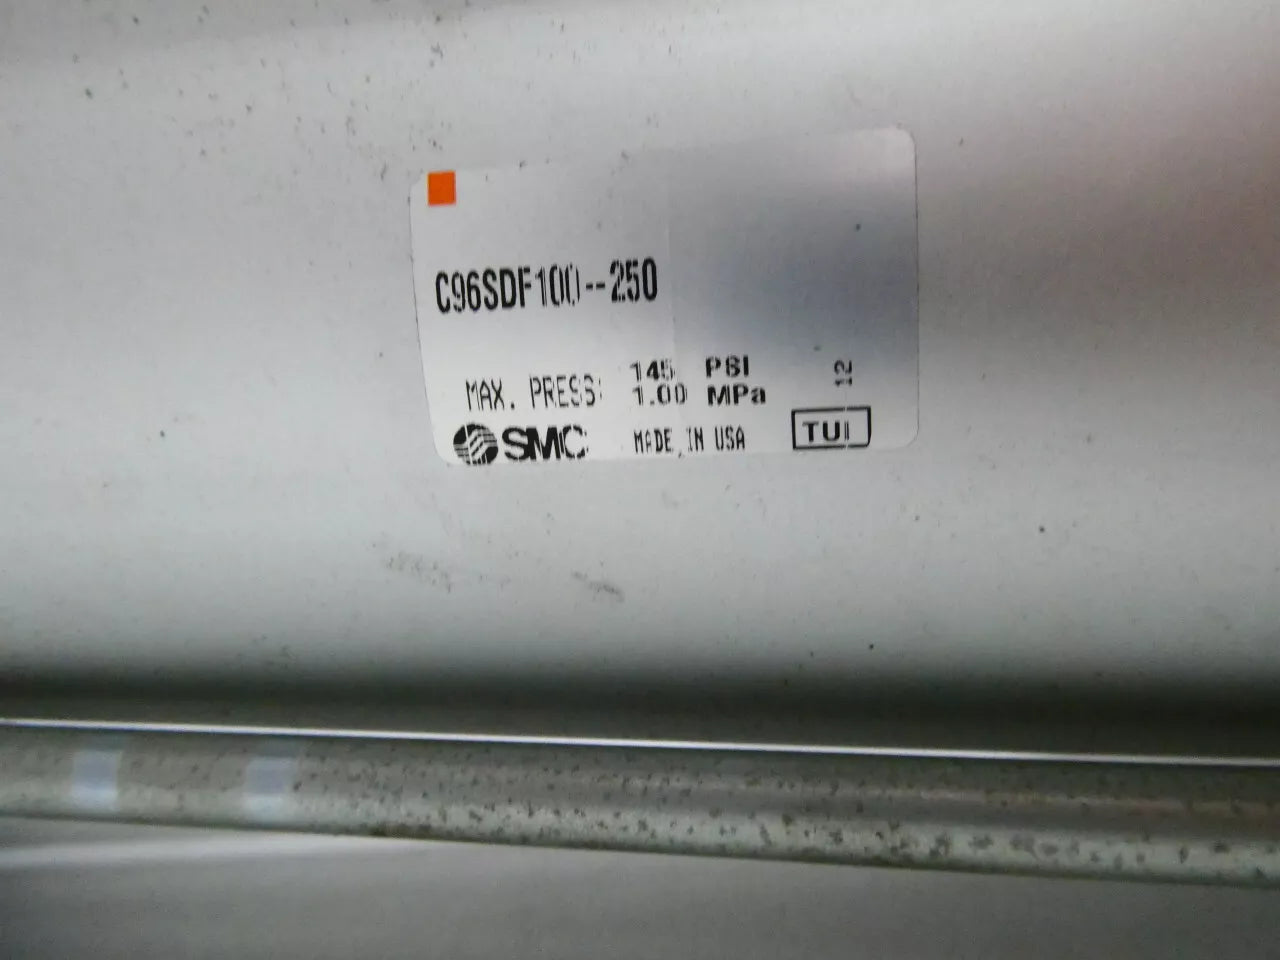 C96SDF100--250
MAX. PRESS: 145 PSI
1.00 MPa
12
SMC MADE IN USA TUI